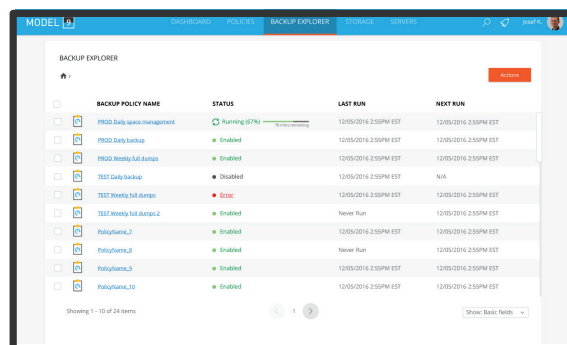 MODEL 9 DASHBOARD POLICIES BACKUP EXPLORER STORAGE SERVERS Josef K.
BACKUP EXPLORER
Actions
BACKUP POLICY NAME STATUS LAST RUN NEXT RUN
PROD Daily space management Running (67%) 12/05/2016 2:55PM EST 12/05/2016 2:55PM EST
PROD Daily backup Enabled 12/05/2016 2:55PM EST 12/05/2016 2:55PM EST
PROD Weekly full dumps Enabled 12/05/2016 2:55PM EST 12/05/2016 2:55PM EST
TEST Daily backup Disabled 12/05/2016 2:55PM EST N/A
TEST Weekly full dumps Error 12/05/2016 2:55PM EST 12/05/2016 2:55PM EST
TEST Weekly full dumps 2 Enabled Never Run 12/05/2016 2:55PM EST
PolicyName_7 Enabled 12/05/2016 2:55PM EST 12/05/2016 2:55PM EST
PolicyName_8 Enabled Never Run 12/05/2016 2:55PM EST
PolicyName_9 Enabled 12/05/2016 2:55PM EST 12/05/2016 2:55PM EST
PolicyName_10 Enabled 12/05/2016 2:55PM EST 12/05/2016 2:55PM EST
Showing 1 - 10 of 24 items 1 Show: Basic fields